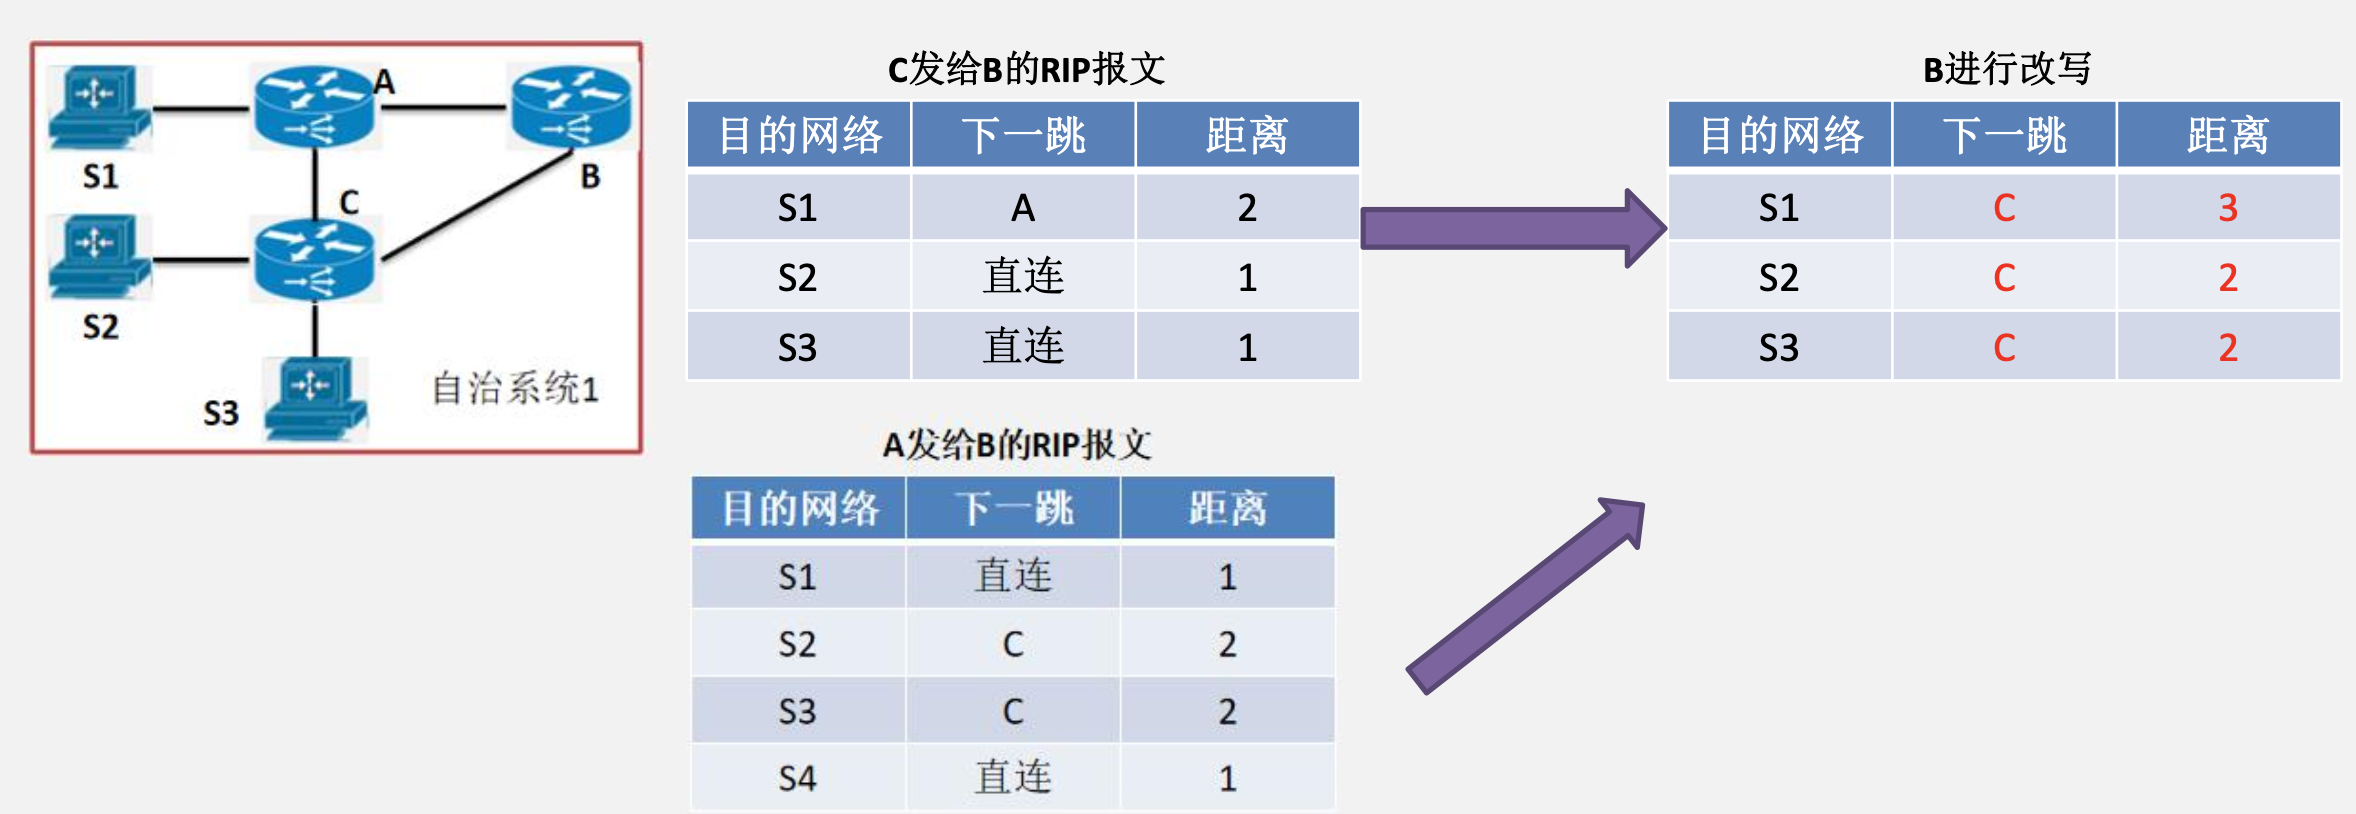 A
S1
B
C
S2
S3
自治系统1
C发给B的RIP报文
目的网络 下一跳 距离
S1 A 2
S2 直连 1
S3 直连 1
B进行改写
目的网络 下一跳 距离
S1 C 3
S2 C 2
S3 C 2
A发给B的RIP报文
目的网络 下一跳 距离
S1 直连 1
S2 C 2
S3 C 2
S4 直连 1